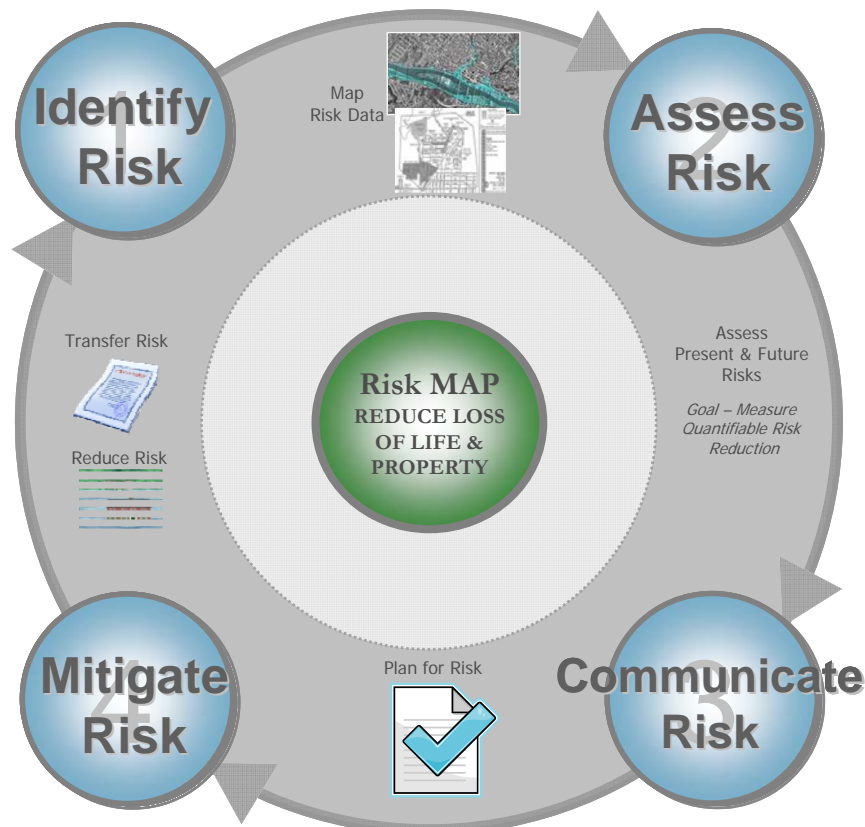 1
Identify
Risk
Map
Risk Data
2
Assess
Risk
Transfer Risk
Reduce Risk
Risk MAP
REDUCE LOSS
OF LIFE &
PROPERTY
Assess
Present & Future
Risks
Goal – Measure
Quantifiable Risk
Reduction
4
Mitigate
Risk
Plan for Risk
3
Communicate
Risk